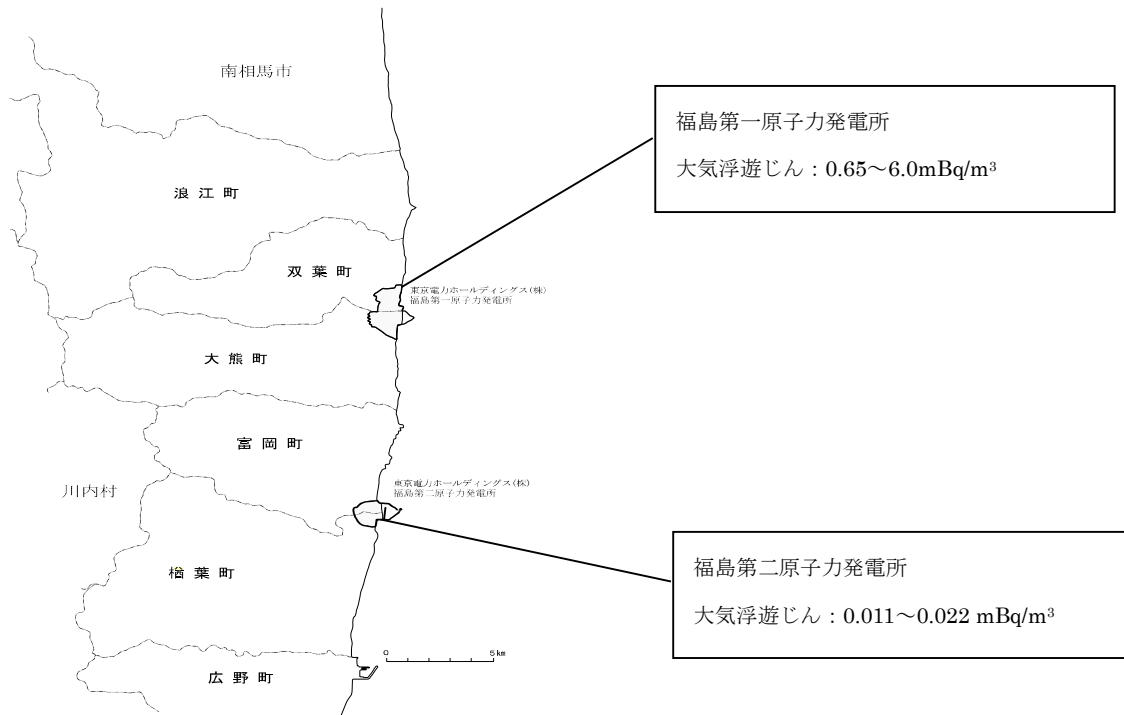 南相馬市
福島第一原子力発電所
大気浮遊じん：0.65～6.0mBq/m³
浪江町
双葉町
東京電力ホールディングス(株)
福島第一原子力発電所
大熊町
富岡町
東京電力ホールディングス(株)
福島第二原子力発電所
川内村
福島第二原子力発電所
大気浮遊じん：0.011～0.022 mBq/m³
楢葉町
0 5km
広野町